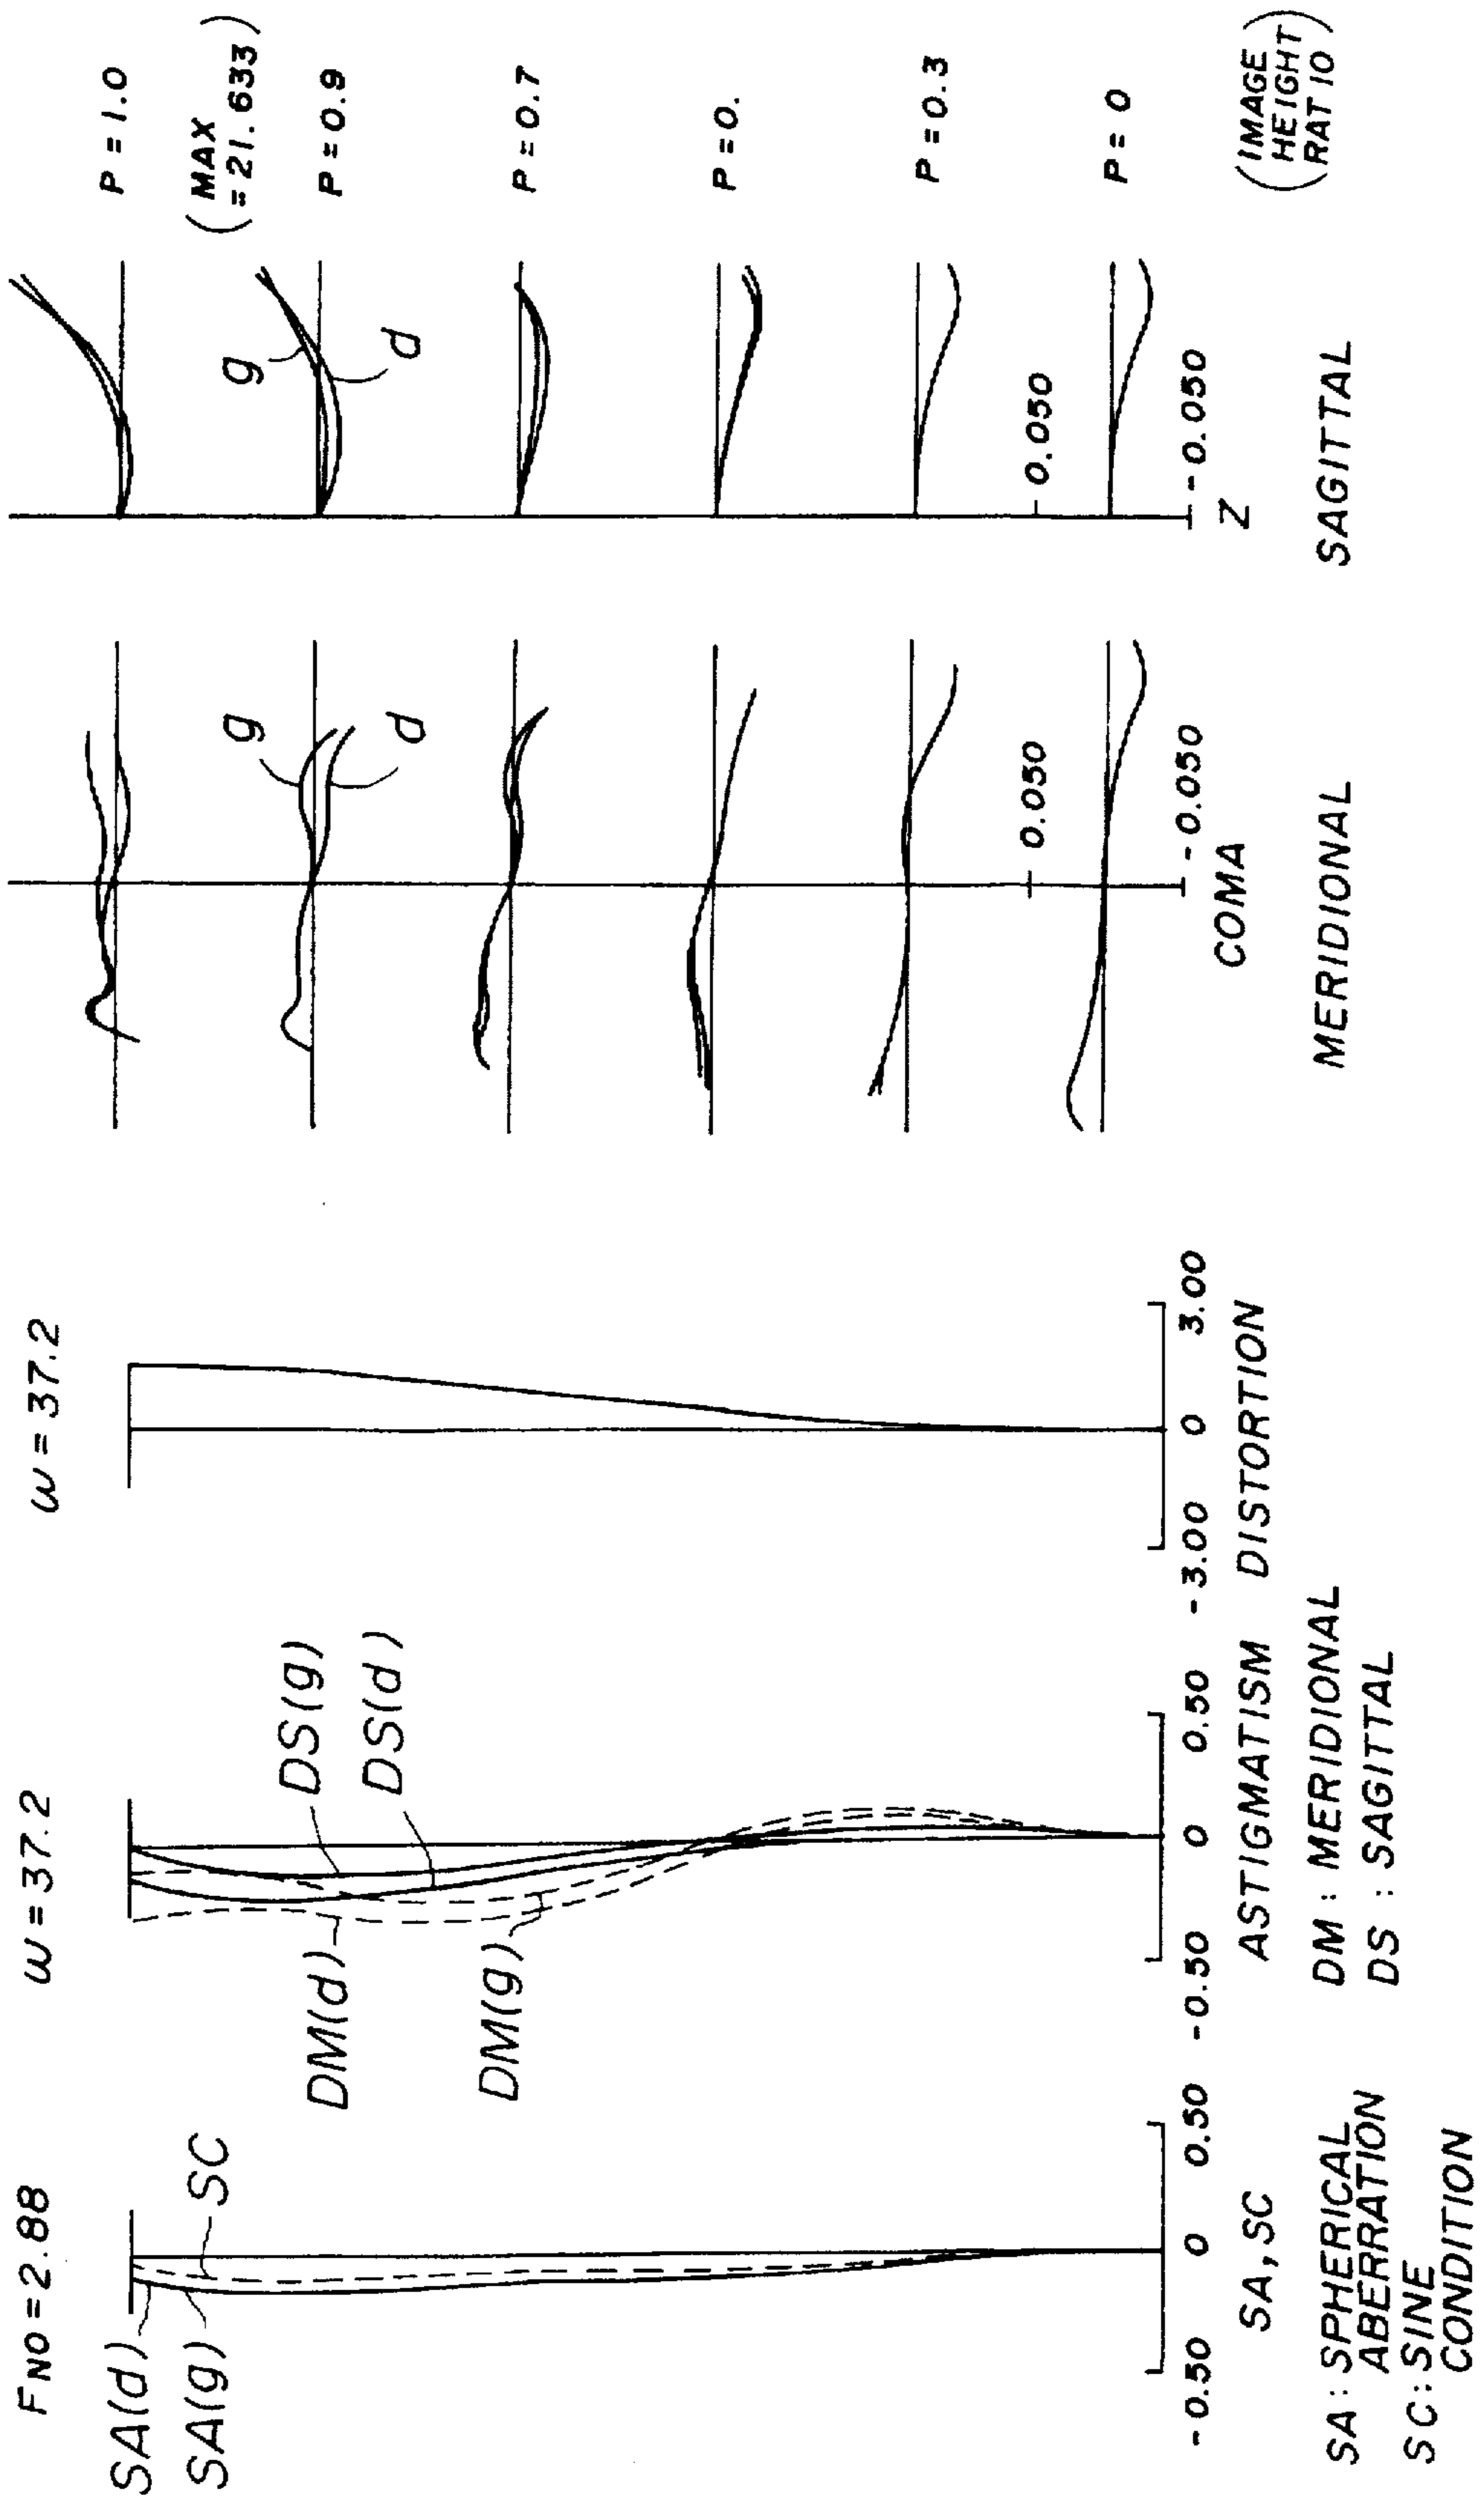 FNO=2.88
SA(d)
SA(g)
SC
-0.50 0 0.50
SA,SC
SA: SPHERICAL
ABERRATION
SC: SINE
CONDITION
ω=37.2
DS(g)
DS(d)
DM(d)
DM(g)
-0.50 0 0.50
ASTIGMATISM
DM: MERIDIONAL
DS: SAGITTAL
ω=37.2
-3.00 0 3.00
DISTORTION
g
d
0.050
-0.050
COMA
MERIDIONAL
g
d
0.050
-0.050
Z
SAGITTAL
P=1.0
(MAX
=21.633)
P=0.9
P=0.7
P=0.
P=0.3
P=0
(IMAGE
HEIGHT
RATIO)